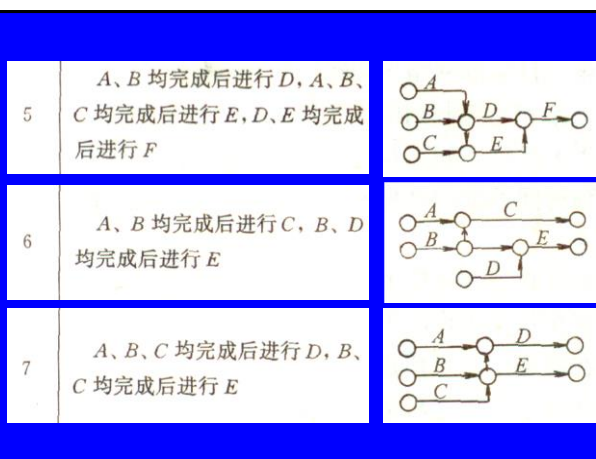 5
A、B 均完成后进行 D, A、B、
C 均完成后进行 E, D、E 均完成
后进行 F
A
B
D
F
C
E
6
A、B 均完成后进行 C, B、D
均完成后进行 E
A
C
B
E
D
7
A、B、C 均完成后进行 D, B、
C 均完成后进行 E
A
D
B
E
C